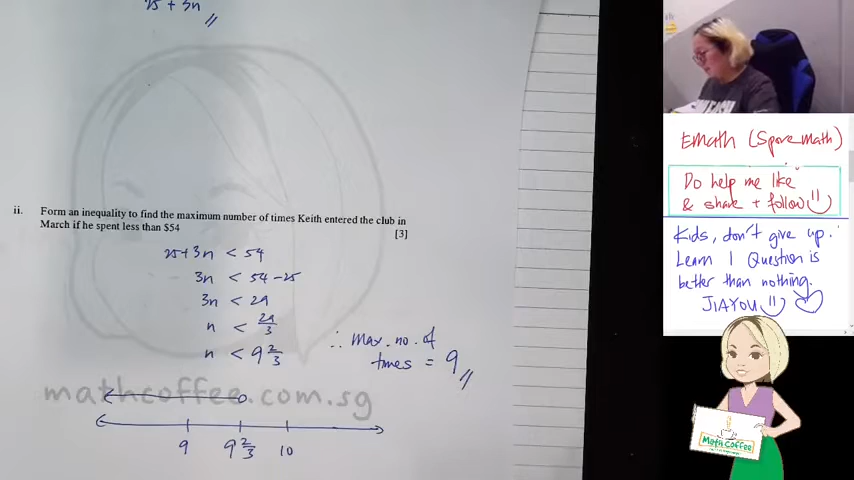 25 + 3n
ii. Form an inequality to find the maximum number of times Keith entered the club in
March if he spent less than $54 [3]
25+3n < 54
3n < 54-25
3n < 29
n < 29/3
n < 9 2/3
∴ max. no. of
times = 9
mathcoffee.com.sg
9 9 2/3 10
Emath (Spore math)
Do help me like
& share + follow
Kids, don't give up.
Learn 1 Question is
better than nothing.
JIAYOU
Math Coffee